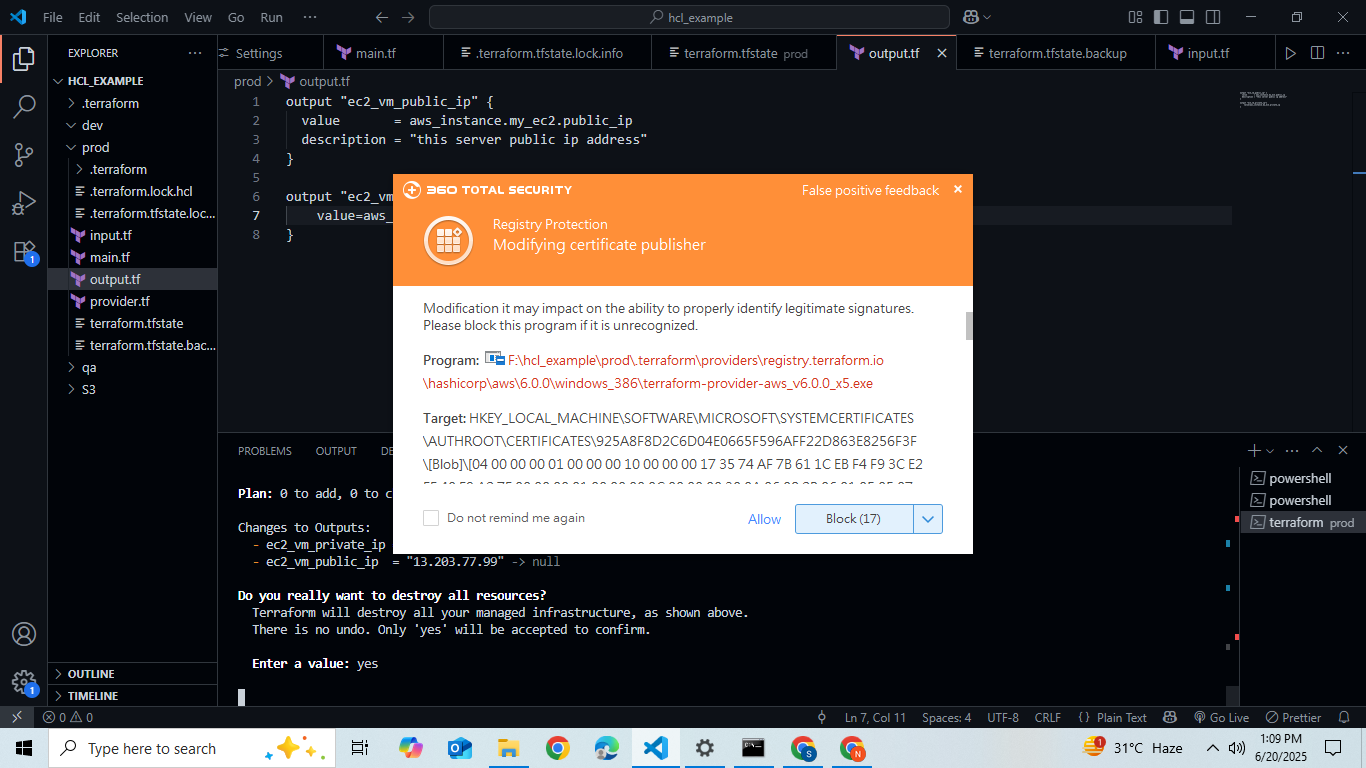 File Edit Selection View Go Run ···
hcl_example
EXPLORER ···
HCL_EXAMPLE
.terraform
dev
prod
.terraform
.terraform.lock.hcl
.terraform.tfstate.loc...
input.tf
main.tf
output.tf
provider.tf
terraform.tfstate
terraform.tfstate.bac...
qa
S3
OUTLINE
TIMELINE
1
1
Settings main.tf .terraform.tfstate.lock.info terraform.tfstate prod output.tf terraform.tfstate.backup input.tf ···
prod > output.tf
1 output "ec2_vm_public_ip" {
2 value = aws_instance.my_ec2.public_ip
3 description = "this server public ip address"
4 }
5
6 output "ec2_vm
7 value=aws_
8 }
360 TOTAL SECURITY False positive feedback
Registry Protection
Modifying certificate publisher
Modification it may impact on the ability to properly identify legitimate signatures.
Please block this program if it is unrecognized.
Program: F:\hcl_example\prod\.terraform\providers\registry.terraform.io
\hashicorp\aws\6.0.0\windows_386\terraform-provider-aws_v6.0.0_x5.exe
Target: HKEY_LOCAL_MACHINE\SOFTWARE\MICROSOFT\SYSTEMCERTIFICATES
\AUTHROOT\CERTIFICATES\925A8F8D2C6D04E0665F596AFF22D863E8256F3F
\[Blob]\[04 00 00 00 01 00 00 00 10 00 00 00 17 35 74 AF 7B 61 1C EB F4 F9 3C E2
Do not remind me again Allow Block (17)
PROBLEMS OUTPUT DE ···
Plan: 0 to add, 0 to c
Changes to Outputs:
- ec2_vm_private_ip
- ec2_vm_public_ip = "13.203.77.99" -> null
Do you really want to destroy all resources?
Terraform will destroy all your managed infrastructure, as shown above.
There is no undo. Only 'yes' will be accepted to confirm.
Enter a value: yes
powershell
powershell
terraform prod
0 0 Ln 7, Col 11 Spaces: 4 UTF-8 CRLF {} Plain Text Go Live Prettier
Type here to search
S
N
1
31°C Haze
1:09 PM
6/20/2025